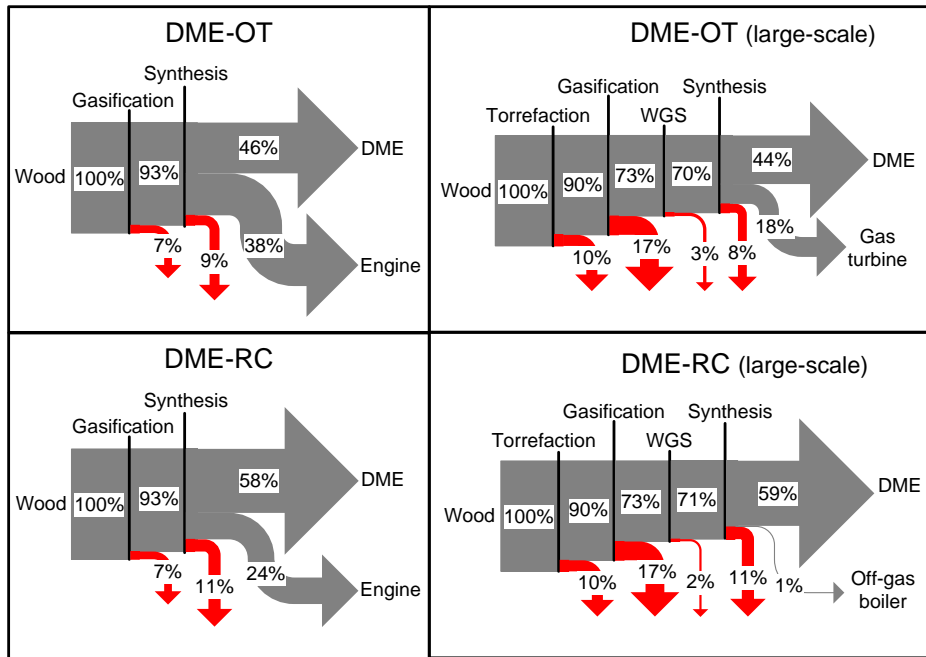 DME-OT
Synthesis
Gasification
Wood
100%
93%
46%
DME
7%
9%
38%
Engine
DME-OT (large-scale)
Gasification
Synthesis
Torrefaction
WGS
Wood
100%
90%
73%
70%
44%
DME
10%
17%
3%
8%
18%
Gas
turbine
DME-RC
Synthesis
Gasification
Wood
100%
93%
58%
DME
7%
11%
24%
Engine
DME-RC (large-scale)
Gasification
Synthesis
Torrefaction
WGS
Wood
100%
90%
73%
71%
59%
DME
10%
17%
2%
11%
1%
Off-gas
boiler